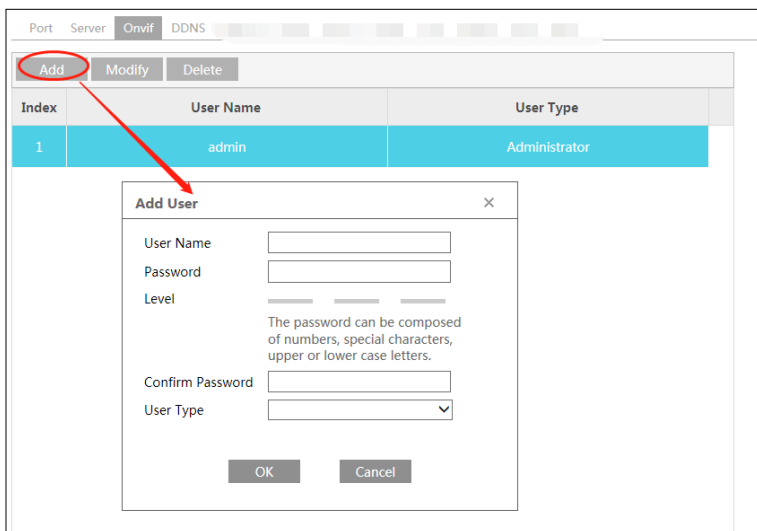 Port Server Onvif DDNS
Add Modify Delete
Index User Name User Type
1 admin Administrator
Add User ×
User Name
Password
Level
The password can be composed
of numbers, special characters,
upper or lower case letters.
Confirm Password
User Type
OK Cancel